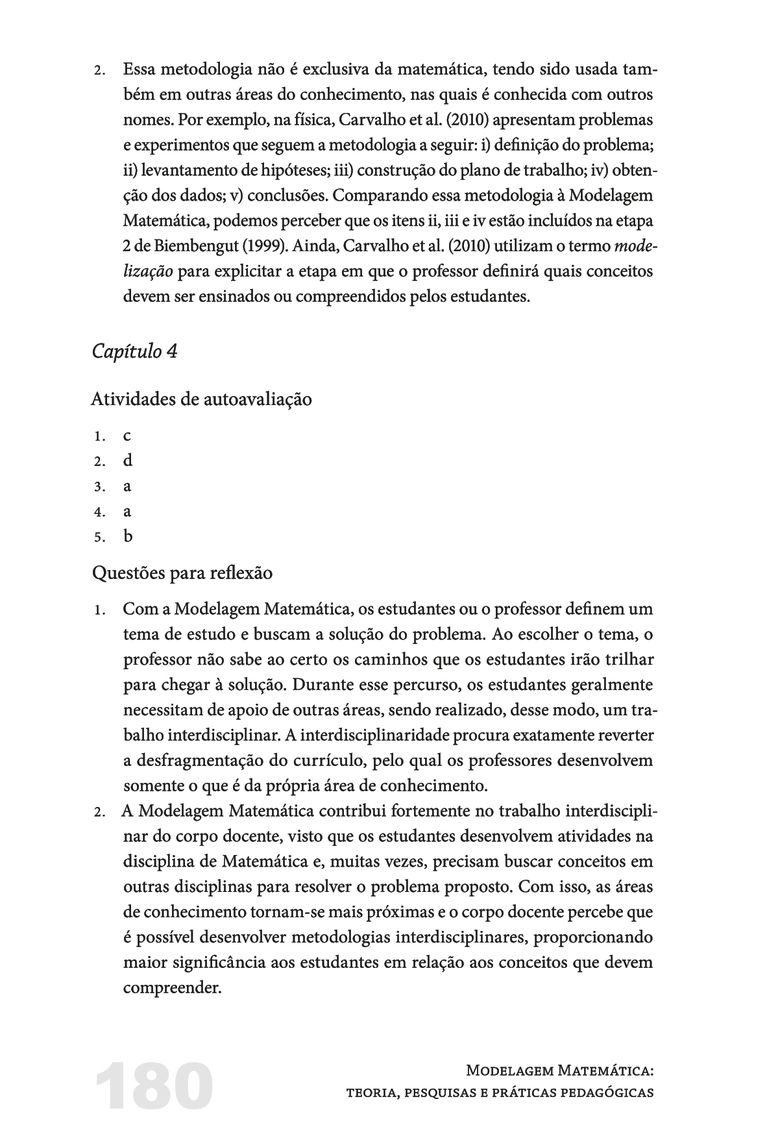 2. Essa metodologia não é exclusiva da matemática, tendo sido usada tam-
bém em outras áreas do conhecimento, nas quais é conhecida com outros
nomes. Por exemplo, na física, Carvalho et al. (2010) apresentam problemas
e experimentos que seguem a metodologia a seguir: i) definição do problema;
ii) levantamento de hipóteses; iii) construção do plano de trabalho; iv) obten-
ção dos dados; v) conclusões. Comparando essa metodologia à Modelagem
Matemática, podemos perceber que os itens ii, iii e iv estão incluídos na etapa
2 de Biembengut (1999). Ainda, Carvalho et al. (2010) utilizam o termo mode-
lização para explicitar a etapa em que o professor definirá quais conceitos
devem ser ensinados ou compreendidos pelos estudantes.
Capítulo 4
Atividades de autoavaliação
1. c
2. d
3. a
4. a
5. b
Questões para reflexão
1. Com a Modelagem Matemática, os estudantes ou o professor definem um
tema de estudo e buscam a solução do problema. Ao escolher o tema, o
professor não sabe ao certo os caminhos que os estudantes irão trilhar
para chegar à solução. Durante esse percurso, os estudantes geralmente
necessitam de apoio de outras áreas, sendo realizado, desse modo, um tra-
balho interdisciplinar. A interdisciplinaridade procura exatamente reverter
a desfragmentação do currículo, pelo qual os professores desenvolvem
somente o que é da própria área de conhecimento.
2. A Modelagem Matemática contribui fortemente no trabalho interdiscipli-
nar do corpo docente, visto que os estudantes desenvolvem atividades na
disciplina de Matemática e, muitas vezes, precisam buscar conceitos em
outras disciplinas para resolver o problema proposto. Com isso, as áreas
de conhecimento tornam-se mais próximas e o corpo docente percebe que
é possível desenvolver metodologias interdisciplinares, proporcionando
maior significância aos estudantes em relação aos conceitos que devem
compreender.
180
Modelagem Matemática:
teoria, pesquisas e práticas pedagógicas